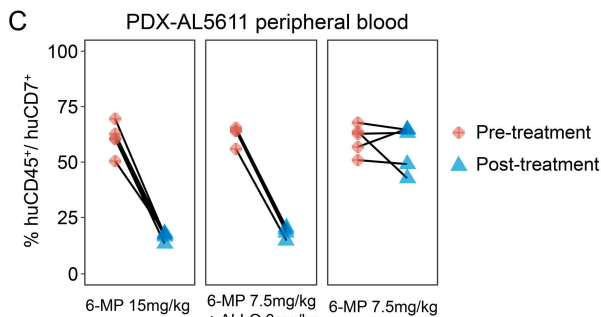 C
PDX-AL5611 peripheral blood
% huCD45⁺/ huCD7⁺
100
75
50
25
0
6-MP 15mg/kg
6-MP 7.5mg/kg
6-MP 7.5mg/kg
Pre-treatment
Post-treatment